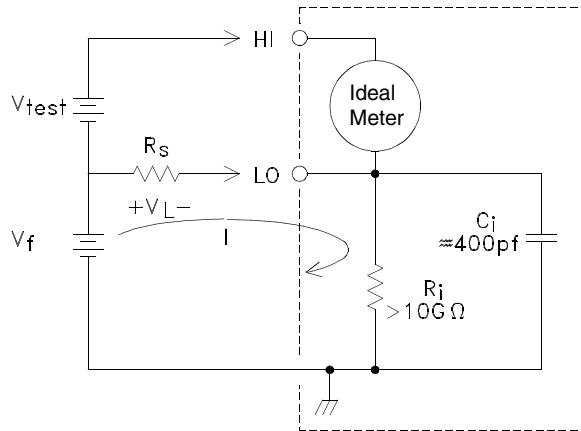 HI
Ideal
Meter
Vtest
Rs
LO
+VL−
Vf
I
Ci
≈400pf
Ri
>10GΩ